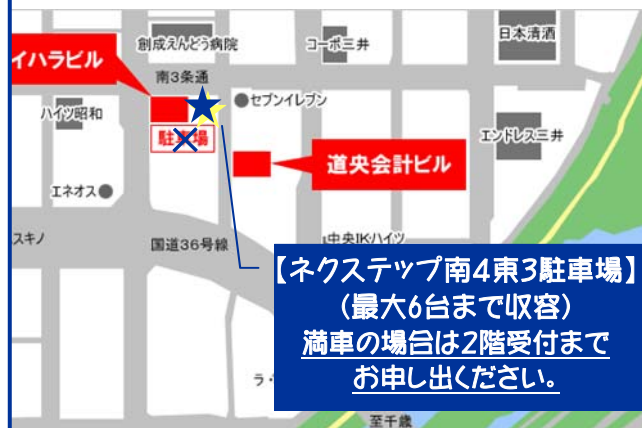 創成えんどう病院
コーポ三井
日本清酒
イハラビル
南3条通
セブンイレブン
ハイツ昭和
駐車場
エンドレス三井
道央会計ビル
エネオス
スキノ
国道36号線
中央IKハイツ
【ネクステップ南4東3駐車場】
(最大6台まで収容)
満車の場合は2階受付まで
お申し出ください。
ラ・
至千歳